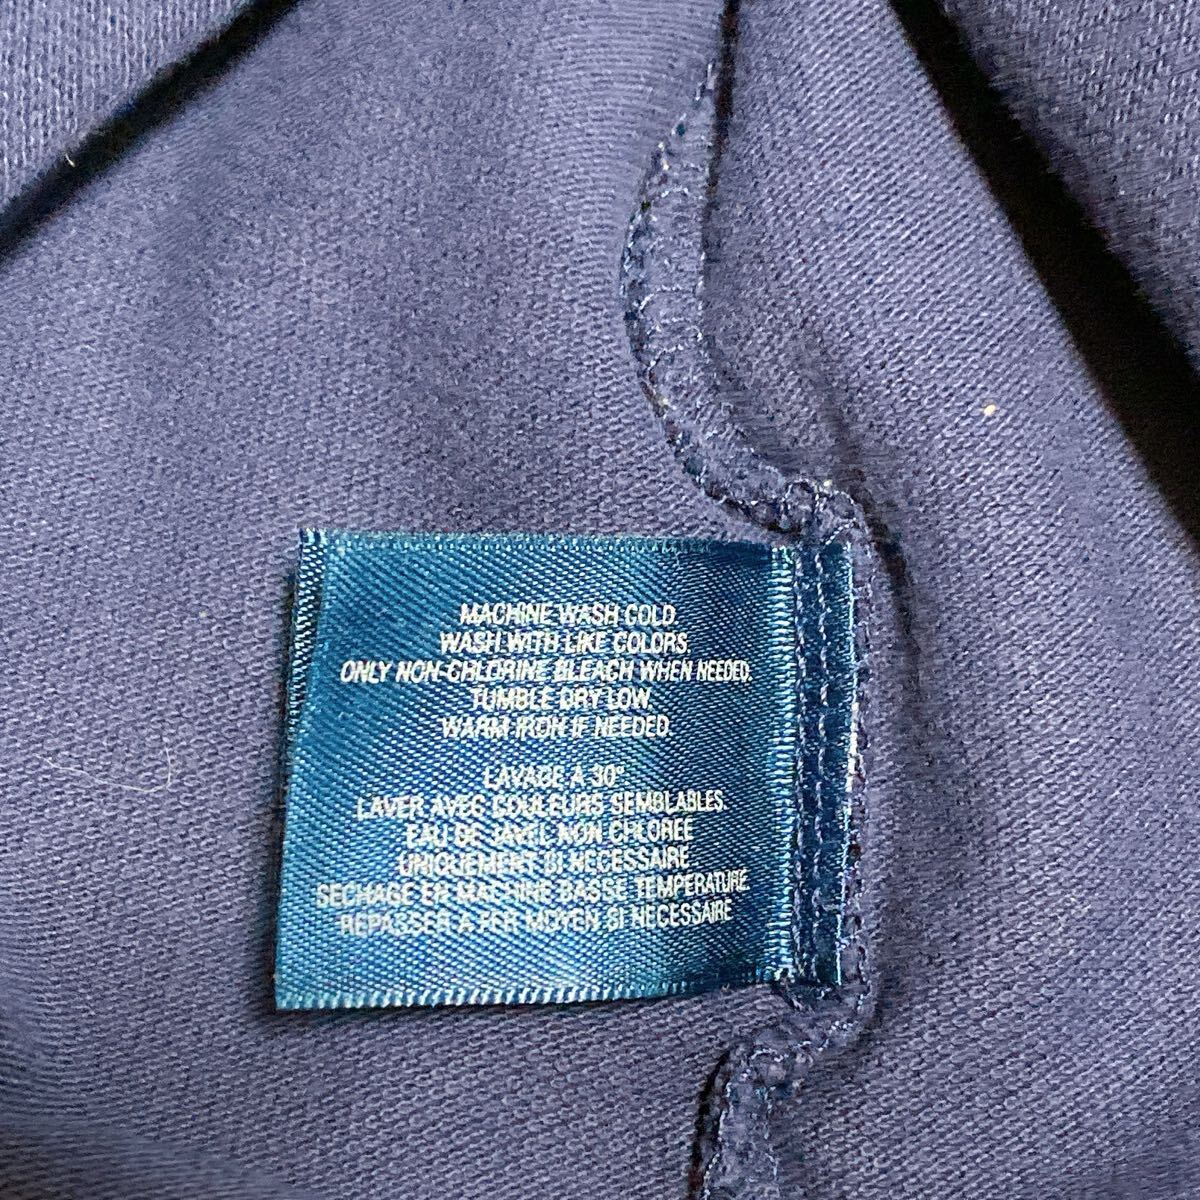 MACHINE WASH COLD
WASH WITH LIKE COLORS.
ONLY NON-CHLORINE BLEACH WHEN NEEDED.
TUMBLE DRY LOW
WARM IRON IF NEEDED.
LAVAGE A 30°
LAVER AVEC COULEURS SEMBLABLES.
EAU DE JAVEL NON CHLOREE
UNIQUEMENT SI NECESSAIRE
SECHAGE EN MACHINE BASSE TEMPERATURE.
REPASSER A FER MOYEN SI NECESSAIRE